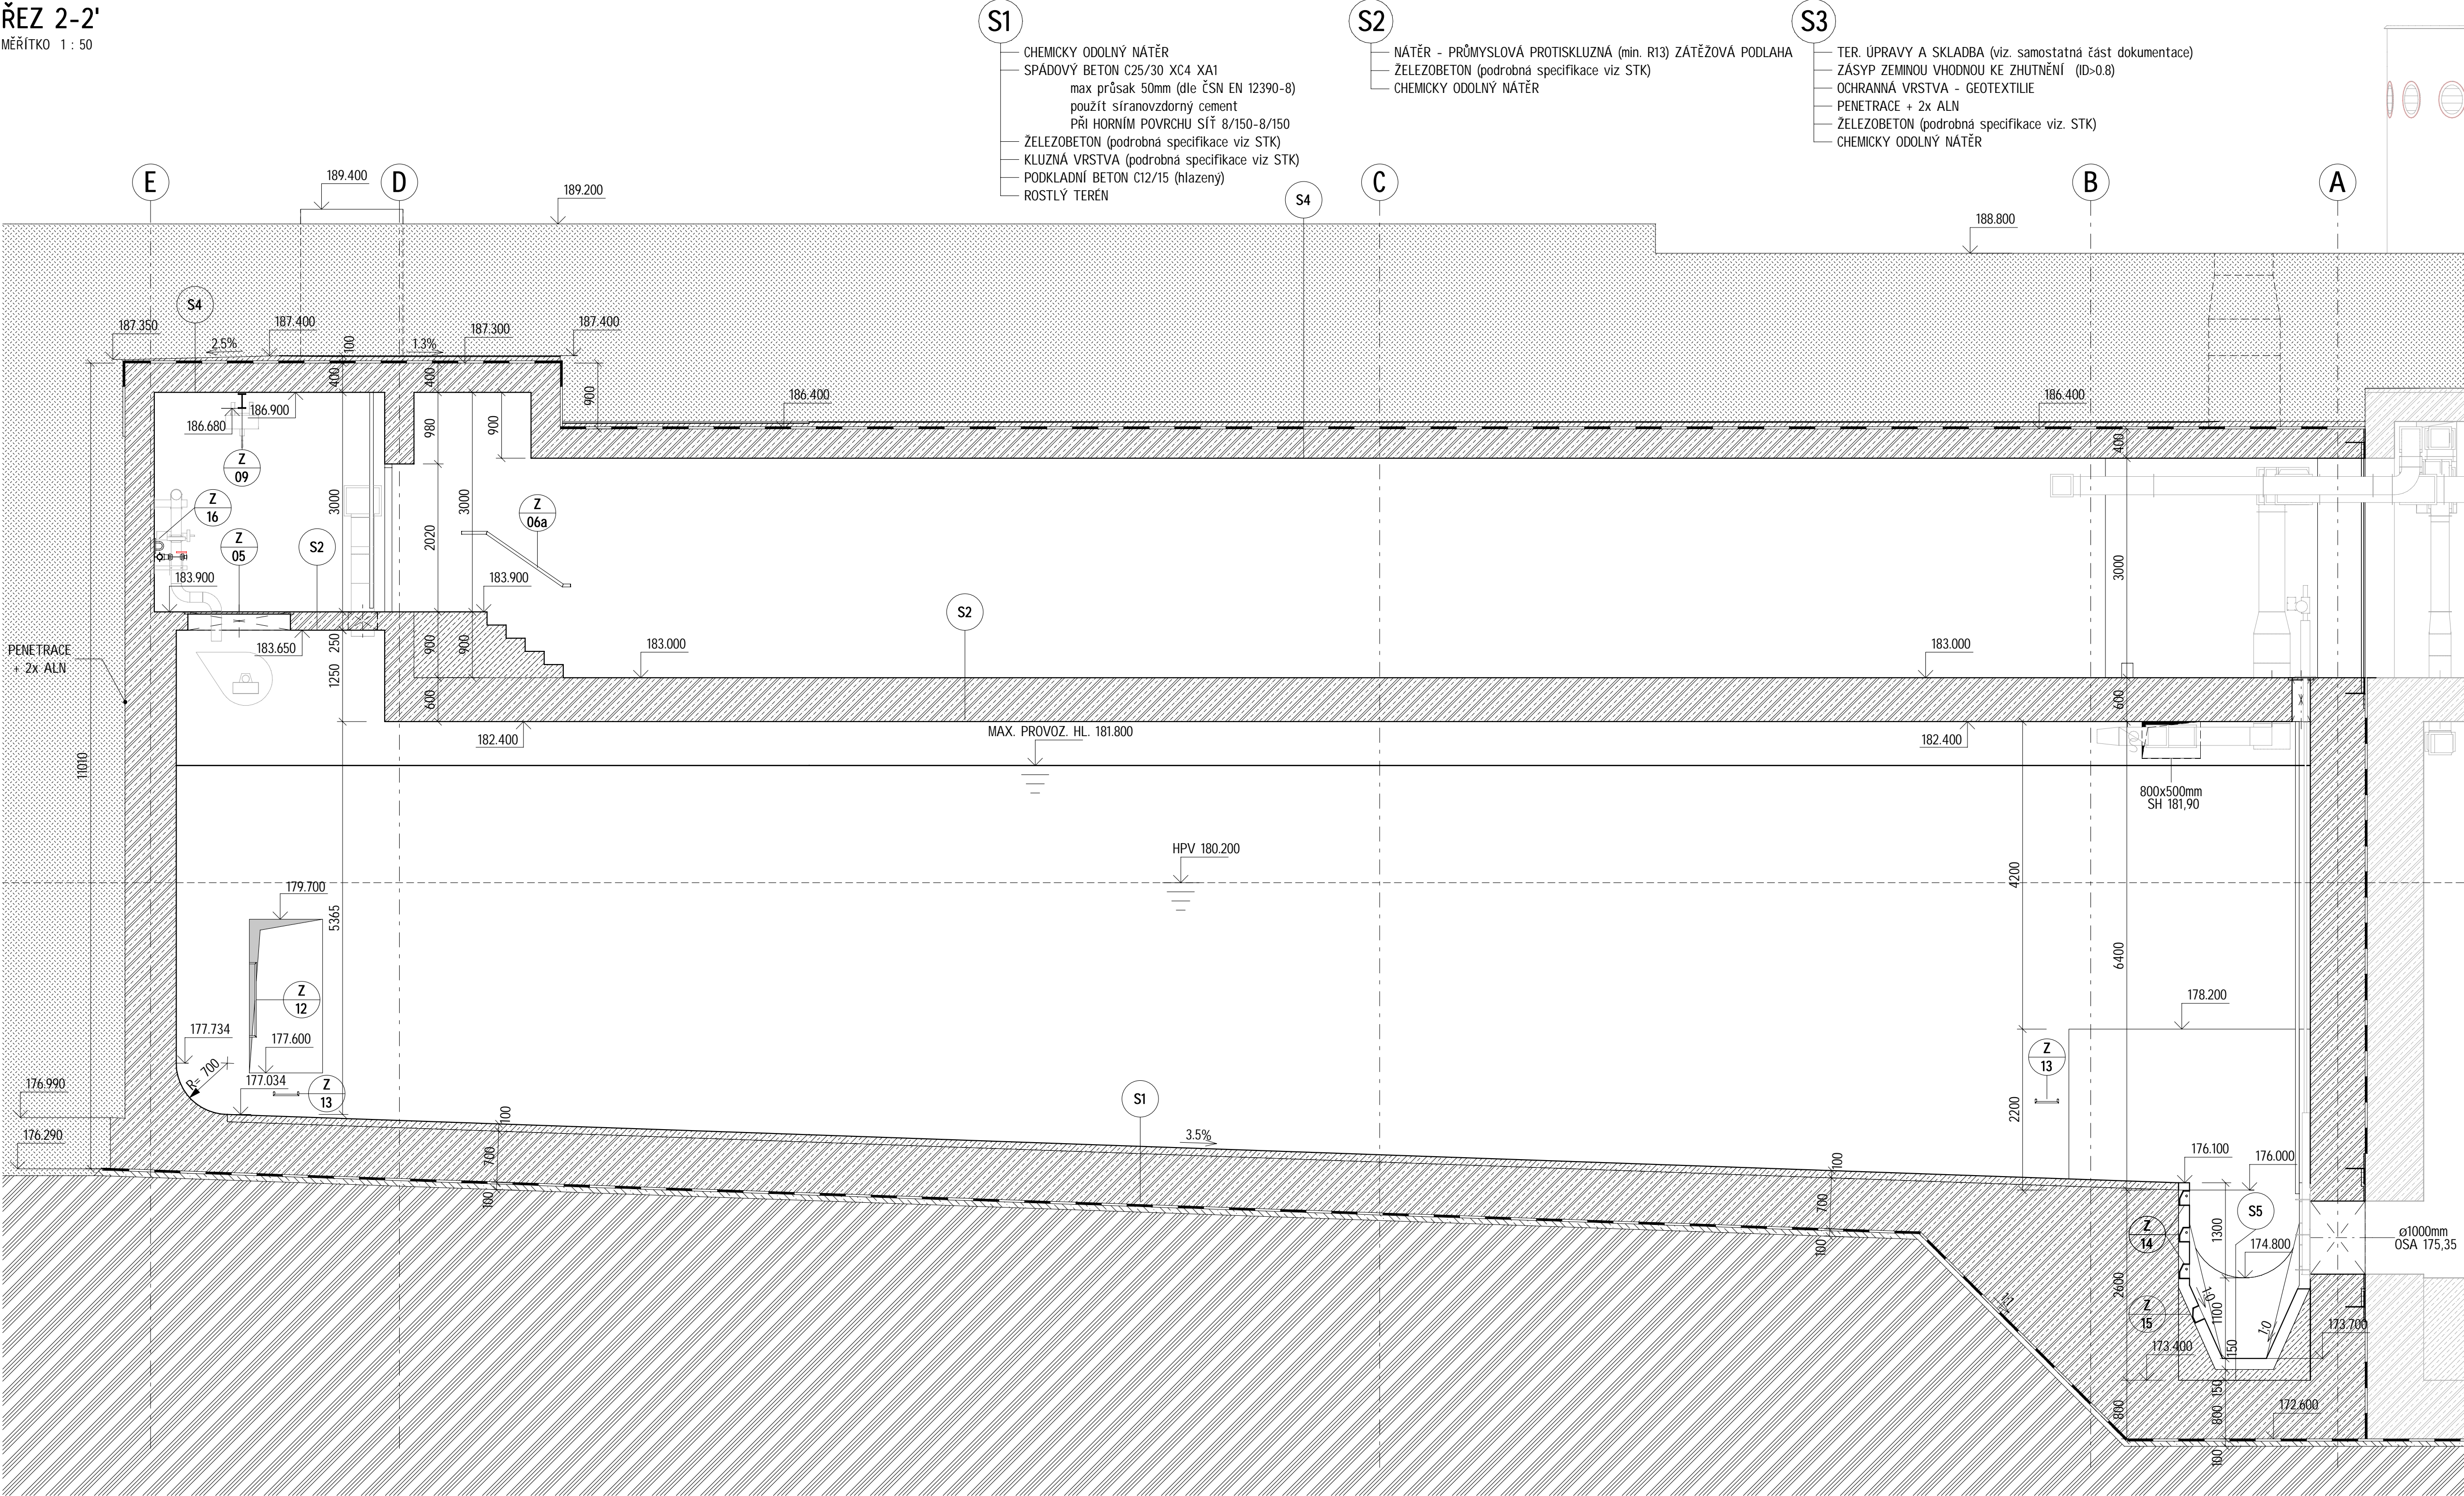 ŘEZ 2-2'
MĚŘÍTKO 1 : 50
S1
CHEMICKY ODOLNÝ NÁTĚR
SPÁDOVÝ BETON C25/30 XC4 XA1
max průsak 50mm (dle ČSN EN 12390-8)
použít síranovzdorný cement
PŘI HORNÍM POVRCHU SÍŤ 8/150-8/150
ŽELEZOBETON (podrobná specifikace viz STK)
KLUZNÁ VRSTVA (podrobná specifikace viz STK)
PODKLADNÍ BETON C12/15 (hlazený)
ROSTLÝ TERÉN
S2
NÁTĚR - PRŮMYSLOVÁ PROTISKLUZNÁ (min. R13) ZÁTĚŽOVÁ PODLAHA
ŽELEZOBETON (podrobná specifikace viz STK)
CHEMICKY ODOLNÝ NÁTĚR
S3
TER. ÚPRAVY A SKLADBA (viz. samostatná část dokumentace)
ZÁSYP ZEMINOU VHODNOU KE ZHUTNĚNÍ (ID>0.8)
OCHRANNÁ VRSTVA - GEOTEXTILIE
PENETRACE + 2x ALN
ŽELEZOBETON (podrobná specifikace viz. STK)
CHEMICKY ODOLNÝ NÁTĚR
E
D
C
B
A
189.400
189.200
S4
188.800
S4
187.350
187.400
187.300
187.400
2.5%
1.3%
100
400
400
900
186.400
186.400
400
186.900
186.680
980
900
Z
09
Z
16
3000
3000
2020
Z
06a
Z
05
S2
3000
183.900
183.900
S2
PENETRACE
+ 2x ALN
183.650
250
1250
900
900
600
183.000
183.000
600
182.400
MAX. PROVOZ. HL. 181.800
182.400
11010
800x500mm
SH 181,90
HPV 180.200
4200
179.700
5365
6400
Z
12
178.200
177.734
177.600
R= 700
177.034
Z
13
Z
13
176.990
176.290
S1
100
700
100
3.5%
2200
100
700
100
176.100
176.000
S5
Z
14
1300
174.800
ø1000mm
OSA 175,35
1:1
2600
Z
15
1100
1:0
1:0
173.700
173.400
150
150
800
800
172.600
100